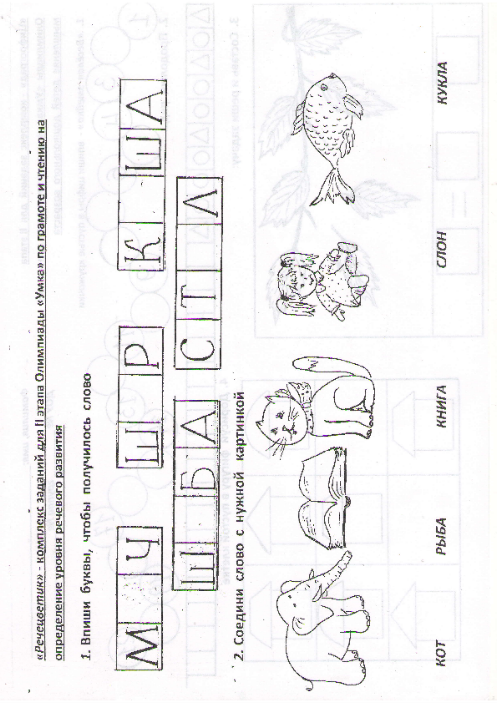 «Речецветик» - комплекс заданий для II этапа Олимпиады «Умка» по грамоте и чтению на
определение уровня речевого развития
1. Впиши буквы, чтобы получилось слово
М Ч Ш Р К Ш А
Ш Б А С Т Л
2. Соедини слово с нужной картинкой
КОТ РЫБА КНИГА СЛОН КУКЛА